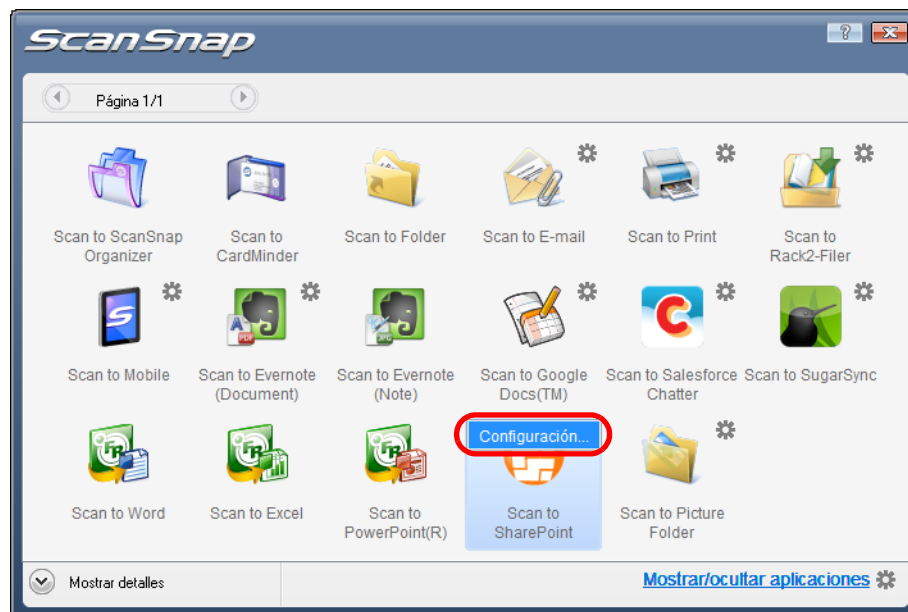 ScanSnap
?
Página 1/1
Scan to ScanSnap
Organizer
Scan to
CardMinder
Scan to Folder
Scan to E-mail
Scan to Print
Scan to
Rack2-Filer
Scan to Mobile
PDF
Scan to Evernote
(Document)
JPG
Scan to Evernote
(Note)
Scan to Google
Docs(TM)
Scan to Salesforce
Chatter
Scan to SugarSync
Scan to Word
Scan to Excel
Scan to
PowerPoint(R)
Configuración...
Scan to
SharePoint
Scan to Picture
Folder
Mostrar detalles
Mostrar/ocultar aplicaciones